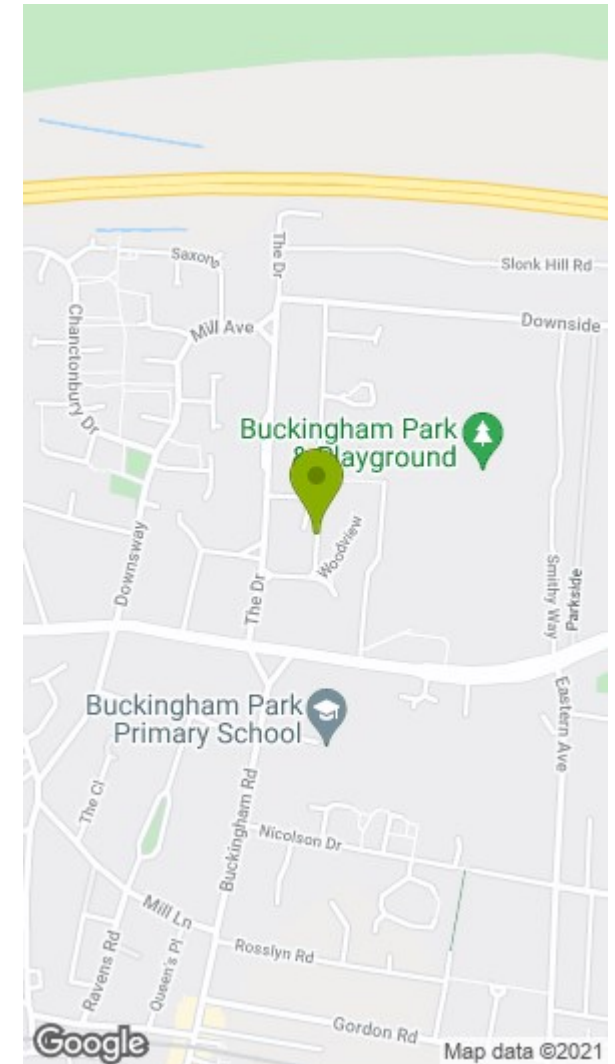 The Dr
Saxons
Slonk Hill Rd
Chanctonbury Dr
Mill Ave
Downside
Buckingham Park
& Playground
Downsway
Woodview
The Dr
Smithy Way
Parkside
Eastern Ave
Buckingham Park
Primary School
The Cl
Buckingham Rd
Nicolson Dr
Mill Ln
Ravens Rd
Queen's Pl
Rosslyn Rd
Gordon Rd
Google
Map data ©2021